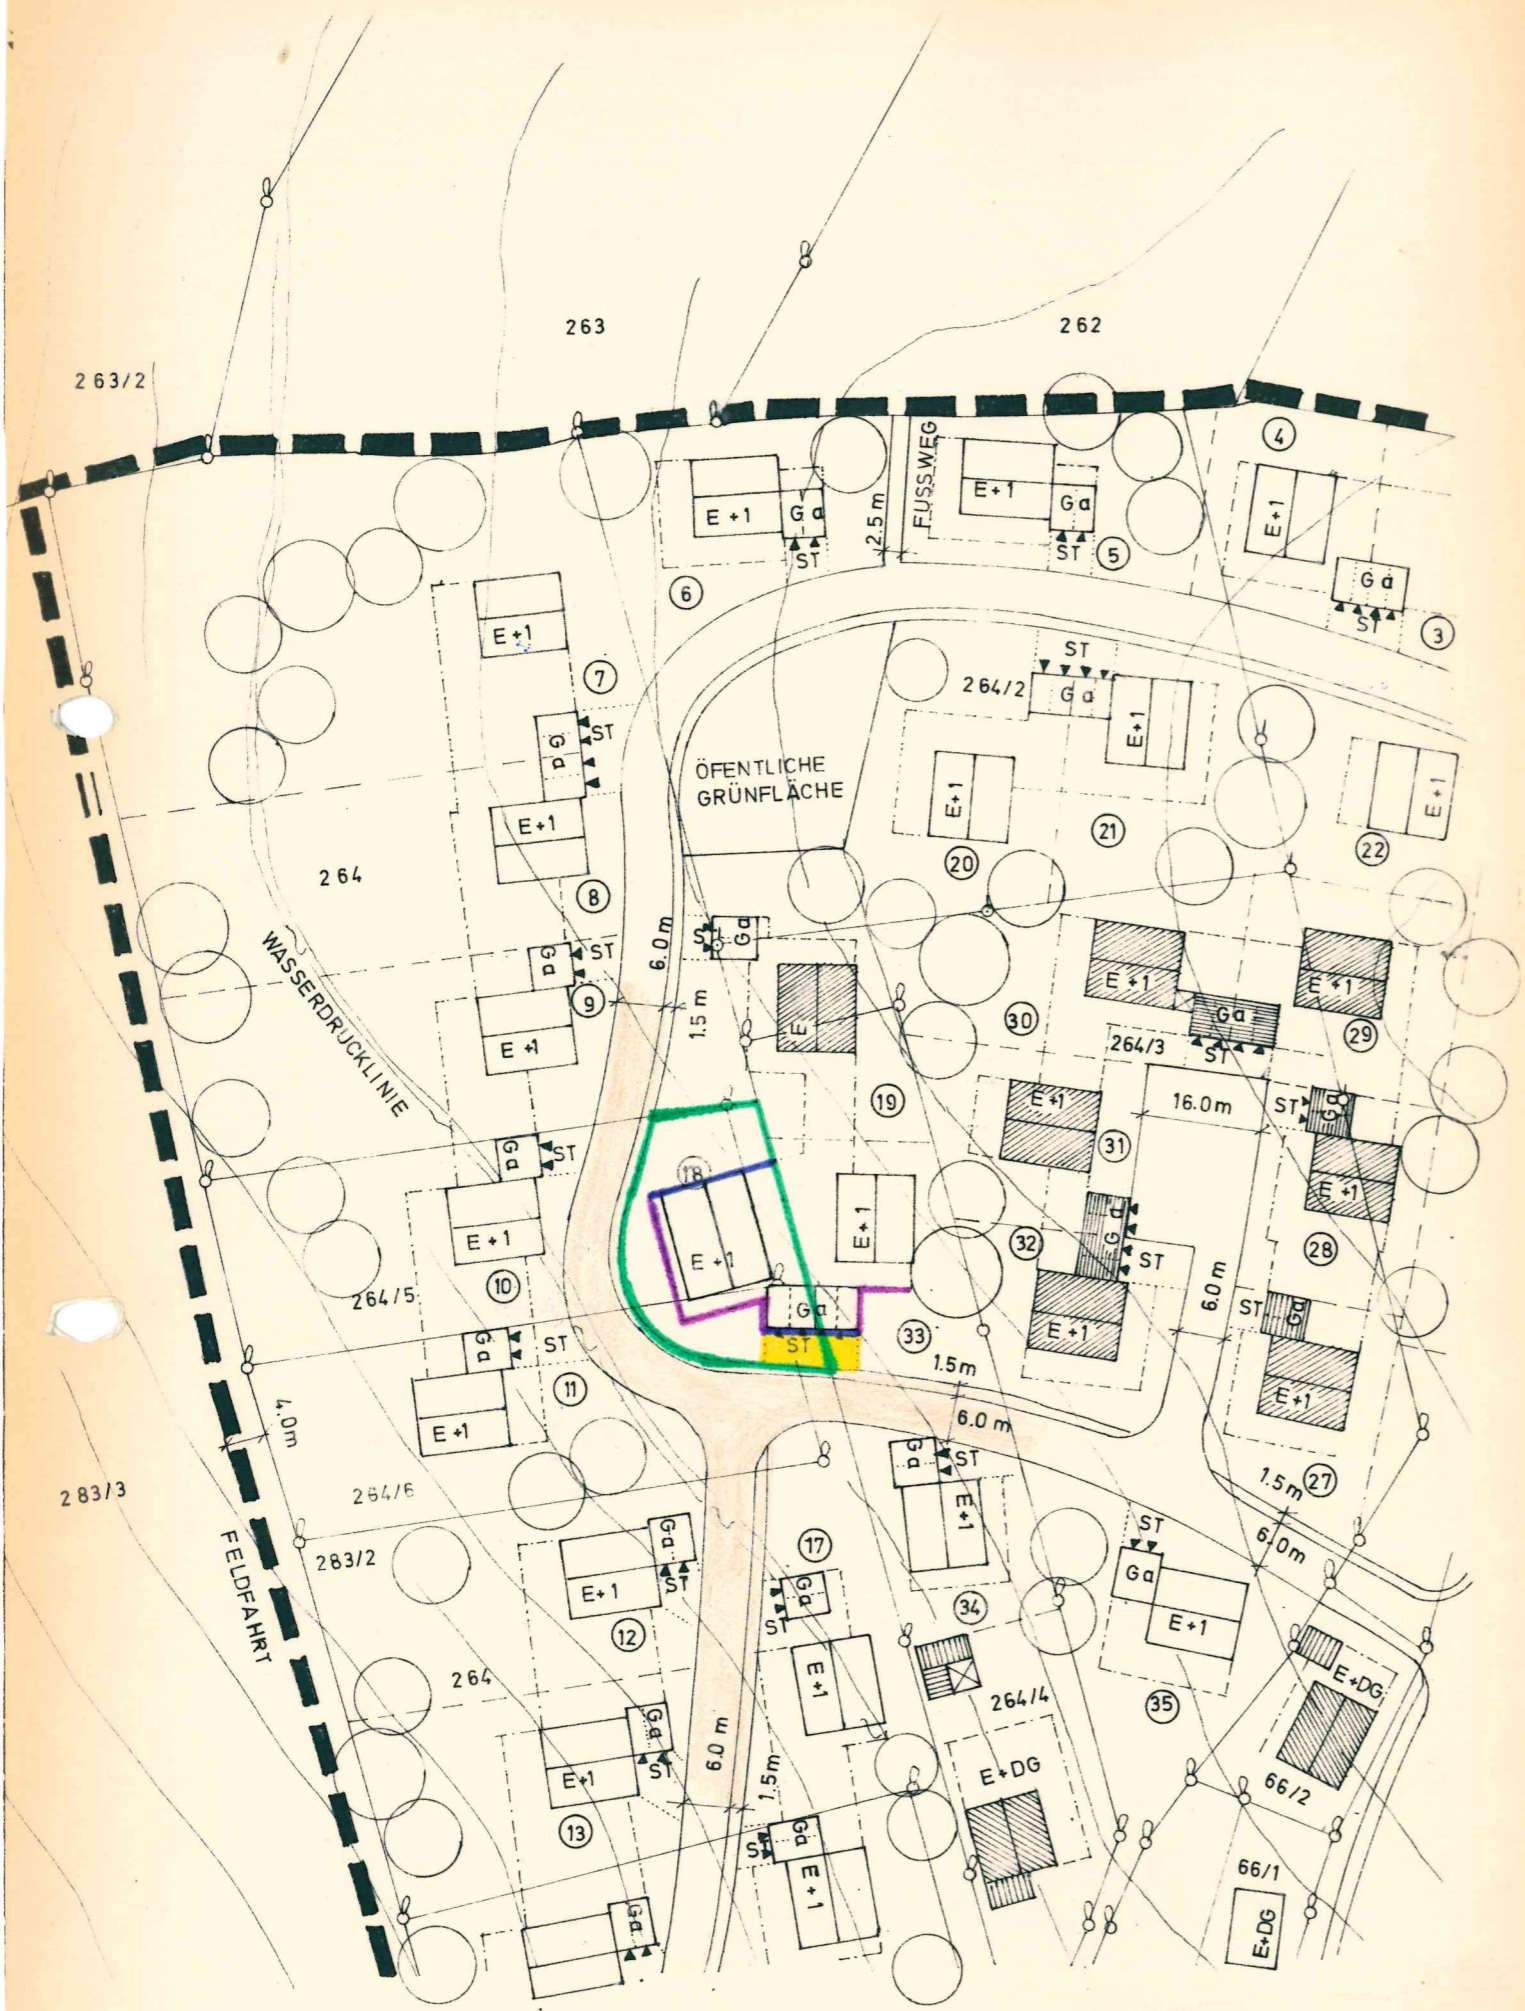 263
262
263/2
4
FUSSWEG
E+1
E+1
E+1
Ga
Ga
2.5 m
ST
ST
5
Ga
6
ST
3
E+1
7
ST
264/2
Ga
E+1
ST
Ga
ÖFENTLICHE
GRÜNFLÄCHE
E+1
E+1
E+1
21
20
22
264
8
6.0m
ST
Ga
ST
Ga
9
1.5 m
E
E+1
E+1
E+1
Ga
30
29
264/3
ST
WASSERDRUCKLINIE
E+1
19
E+1
16.0m
ST
Ga
31
Ga
ST
18
E+1
E+1
E+1
E+1
Ga
32
ST
28
10
264/5
6.0m
Ga
ST
Ga
ST
Ga
ST
33
E+1
1.5m
11
E+1
E+1
4.0m
6.0 m
Ga
ST
283/3
264/6
27
1.5m
E+1
ST
6.0m
FELDFAHRT
283/2
Ga
17
E+1
ST
Ga
Ga
ST
34
E+1
12
E+1
E+DG
264
264/4
35
Ga
6.0 m
E+1
ST
1.5m
E+DG
66/2
13
Ga
ST
E+1
66/1
Ga
E+DG